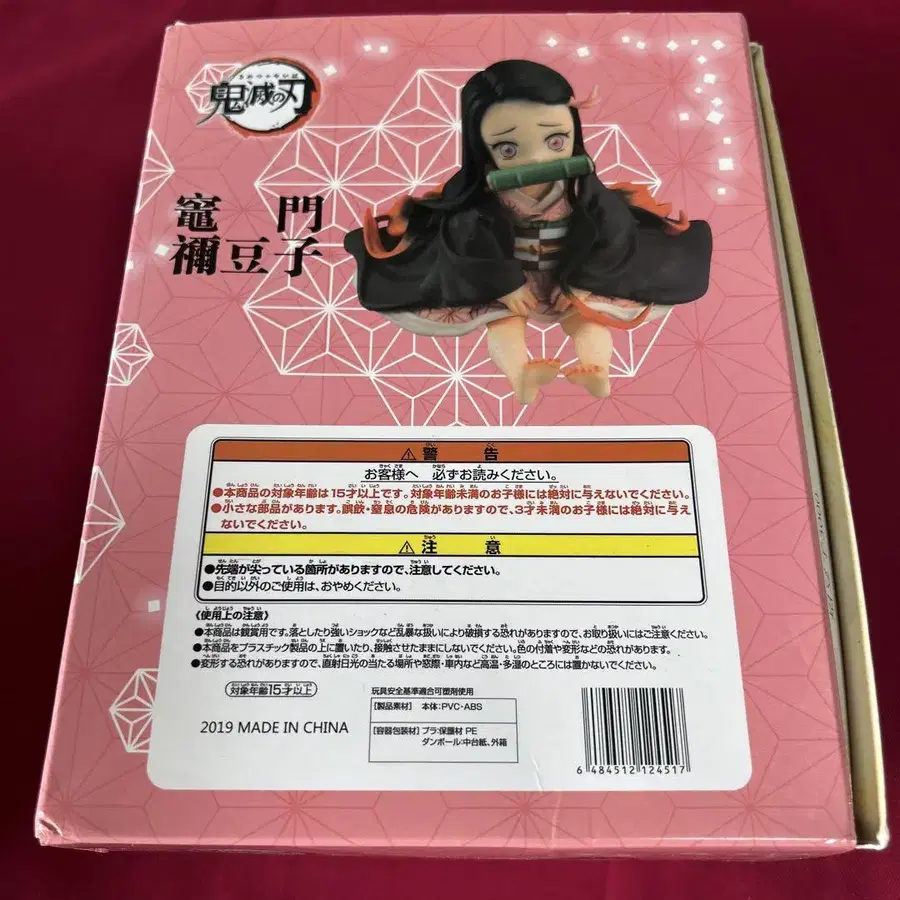 鬼滅の刃
竈門
禰豆子
⚠警告
お客様へ 必ずお読みください。
●本商品の対象年齢は15才以上です。対象年齢未満のお子様には絶対に与えないでください。
●小さな部品があります。誤飲・窒息の危険がありますので、3才未満のお子様には絶対に与え
ないでください。
⚠注意
●先端が尖っている箇所がありますので、注意してください。
●目的以外のご使用は、おやめください。
《使用上の注意》
●本商品は観賞用です。落としたり強いショックなど乱暴な扱いにより破損する恐れがありますので、お取り扱いにはご注意ください。
●本商品をプラスチック製品の上に置いたり、接触させたままにしないでください。色の付着や変形などの恐れがあります。
●変形する恐れがありますので、直射日光の当たる場所や窓際・車内など高温・多湿のところには置かないでください。
対象年齢15才以上
2019 MADE IN CHINA
玩具安全基準適合可塑剤使用
[製品素材] 本体:PVC・ABS
[容器包装材] プラ:保護材 PE
ダンボール:中台紙、外箱
6 484512 124517